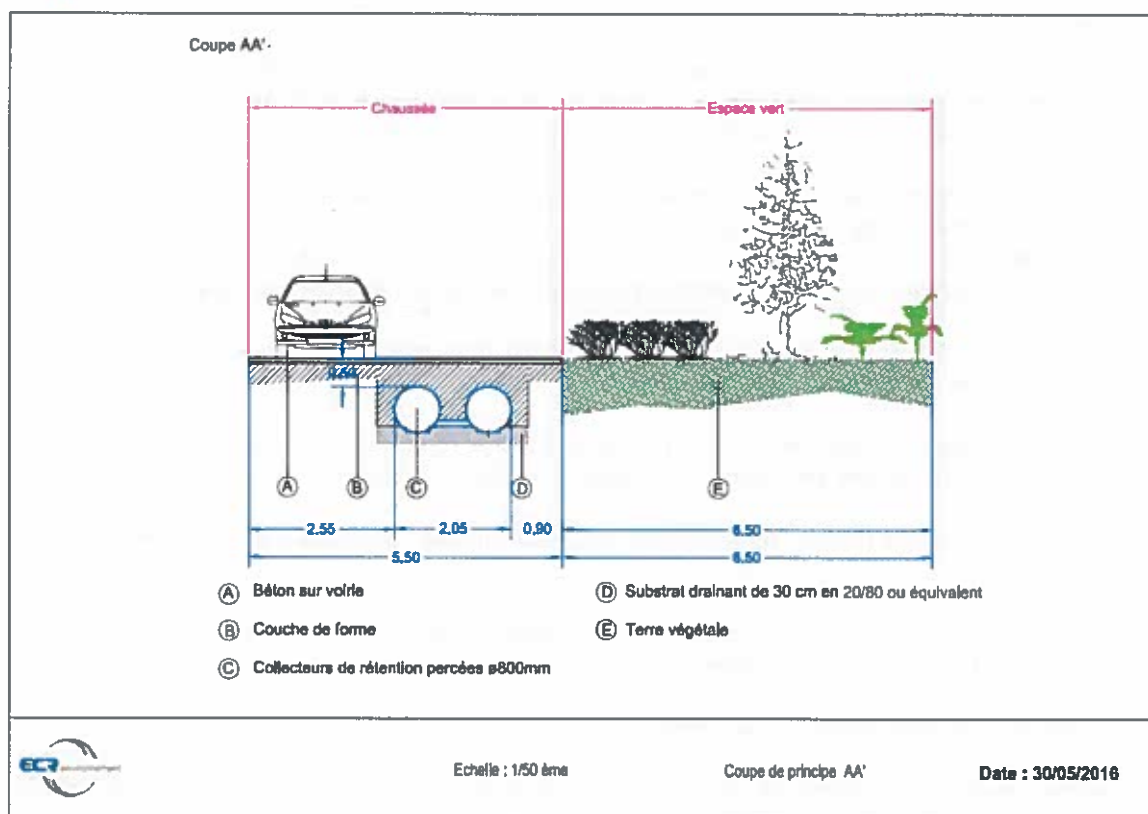 Coupe AA'
Chaussée
Espace vert
A
B
C
D
E
2,55
2,05
0,90
6,50
5,50
6,50
A Béton sur voirie
B Couche de forme
C Collecteurs de rétention percées ø800mm
D Substrat drainant de 30 cm en 20/80 ou équivalent
E Terre végétale
ECR
Echelle : 1/50 ème
Coupe de principe AA'
Date : 30/05/2016